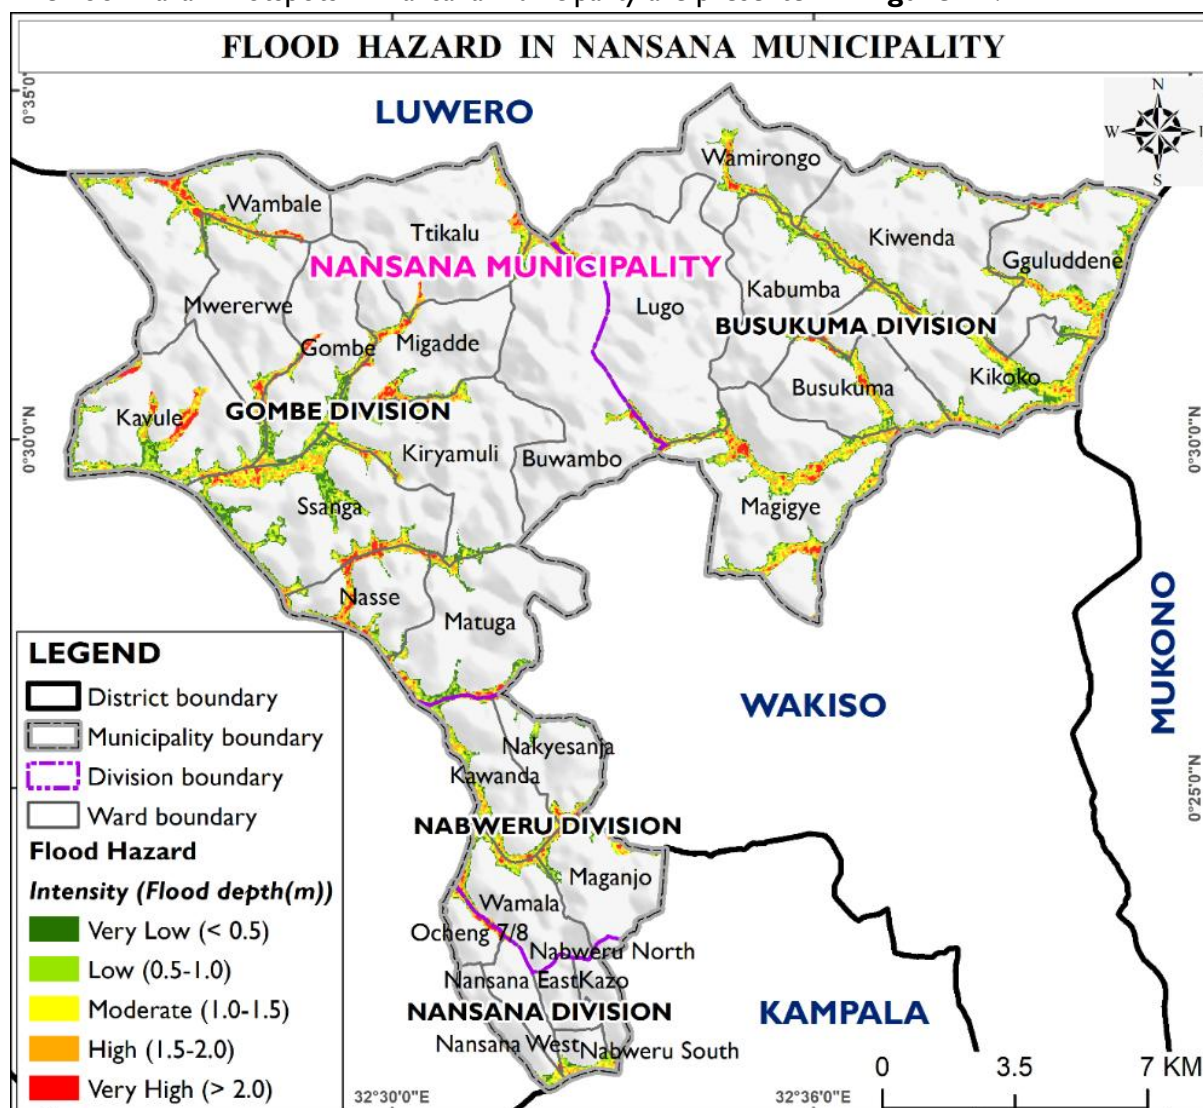 FLOOD HAZARD IN NANSANA MUNICIPALITY
0°35'0"
LUWERO
N
W
E
S
Wamirongo
Wambale
Ttikalu
Kiwenda
NANSANA MUNICIPALITY
Gguluddene
Mwererwe
Lugo
Kabumba
Gombe
Migadde
BUSUKUMA DIVISION
Busukuma
Kikoko
Kavule
GOMBE DIVISION
0°30'0"N
0°30'0"N
Kiryamuli
Buwambo
Ssanga
Magigye
Nasse
Matuga
MUKONO
LEGEND
District boundary
Municipality boundary
Division boundary
Ward boundary
Flood Hazard
Intensity (Flood depth(m))
Very Low (< 0.5)
Low (0.5-1.0)
Moderate (1.0-1.5)
High (1.5-2.0)
Very High (> 2.0)
WAKISO
Nakyesanja
Kawanda
0°25'0"N
NABWERU DIVISION
Maganjo
Wamala
Ocheng 7/8
Nabweru North
Nansana East
Kazo
NANSANA DIVISION
KAMPALA
Nansana West
Nabweru South
0 3.5 7 KM
32°30'0"E
32°36'0"E